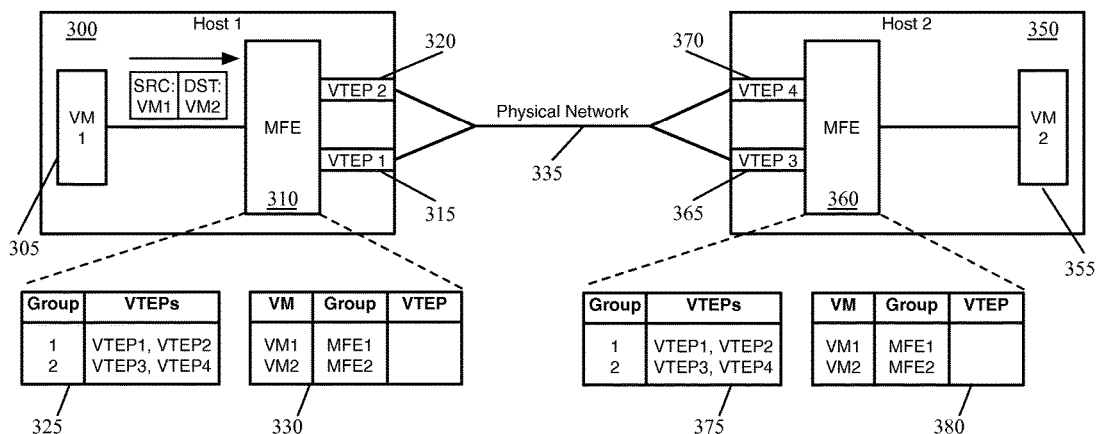 Host 1
300
320
SRC: DST:
VM1 VM2
VM
1
MFE
VTEP 2
VTEP 1
310
305
315
Physical Network
335
Host 2
350
370
VTEP 4
MFE
VM
2
VTEP 3
365
360
355
Group VTEPs
1 VTEP1, VTEP2
2 VTEP3, VTEP4
325
VM Group VTEP
VM1 MFE1
VM2 MFE2
330
Group VTEPs
1 VTEP1, VTEP2
2 VTEP3, VTEP4
375
VM Group VTEP
VM1 MFE1
VM2 MFE2
380